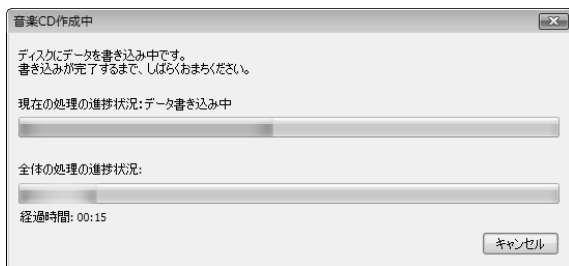 音楽CD作成中
ディスクにデータを書き込み中です。
書き込みが完了するまで、しばらくおまちください。
現在の処理の進捗状況:データ書き込み中
全体の処理の進捗状況:
経過時間: 00:15
キャンセル